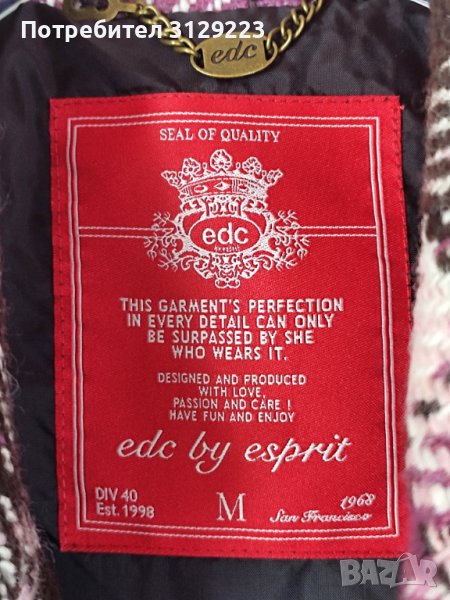 Потребител 3129223
edc
SEAL OF QUALITY
edc
THIS GARMENT'S PERFECTION
IN EVERY DETAIL CAN ONLY
BE SURPASSED BY SHE
WHO WEARS IT.
DESIGNED AND PRODUCED
WITH LOVE,
PASSION AND CARE !
HAVE FUN AND ENJOY
edc by esprit
DIV 40
Est. 1998
M
1968
San Francisco
BAZAR.BG